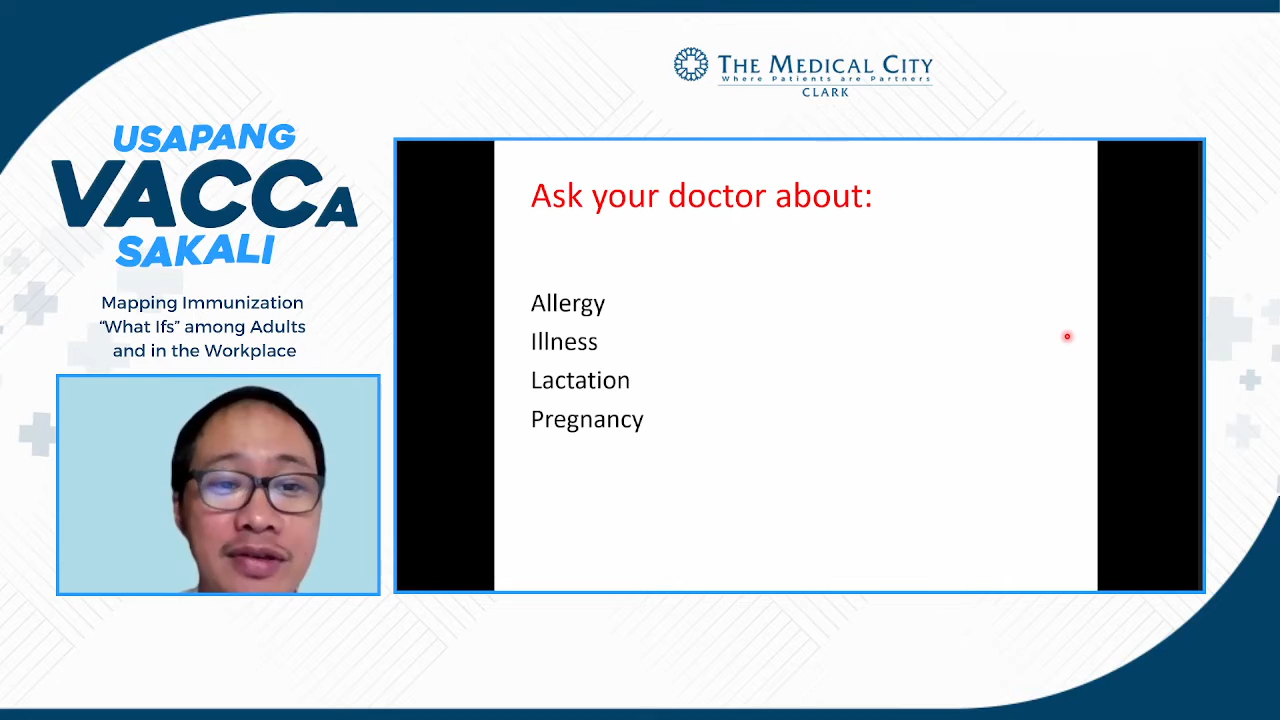 THE MEDICAL CITY
Where Patients are Partners
CLARK
USAPANG
VACCA
SAKALI
Mapping Immunization
“What Ifs” among Adults
and in the Workplace
Ask your doctor about:
Allergy
Illness
Lactation
Pregnancy